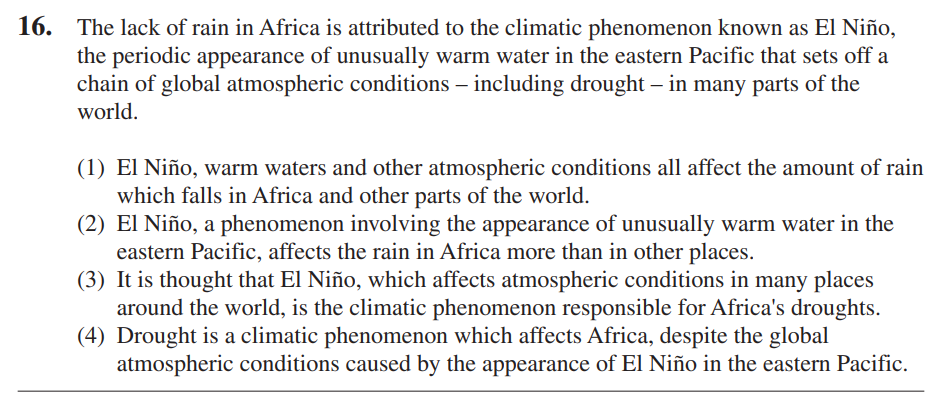 16. The lack of rain in Africa is attributed to the climatic phenomenon known as El Niño,
the periodic appearance of unusually warm water in the eastern Pacific that sets off a
chain of global atmospheric conditions – including drought – in many parts of the
world.
(1) El Niño, warm waters and other atmospheric conditions all affect the amount of rain
which falls in Africa and other parts of the world.
(2) El Niño, a phenomenon involving the appearance of unusually warm water in the
eastern Pacific, affects the rain in Africa more than in other places.
(3) It is thought that El Niño, which affects atmospheric conditions in many places
around the world, is the climatic phenomenon responsible for Africa's droughts.
(4) Drought is a climatic phenomenon which affects Africa, despite the global
atmospheric conditions caused by the appearance of El Niño in the eastern Pacific.